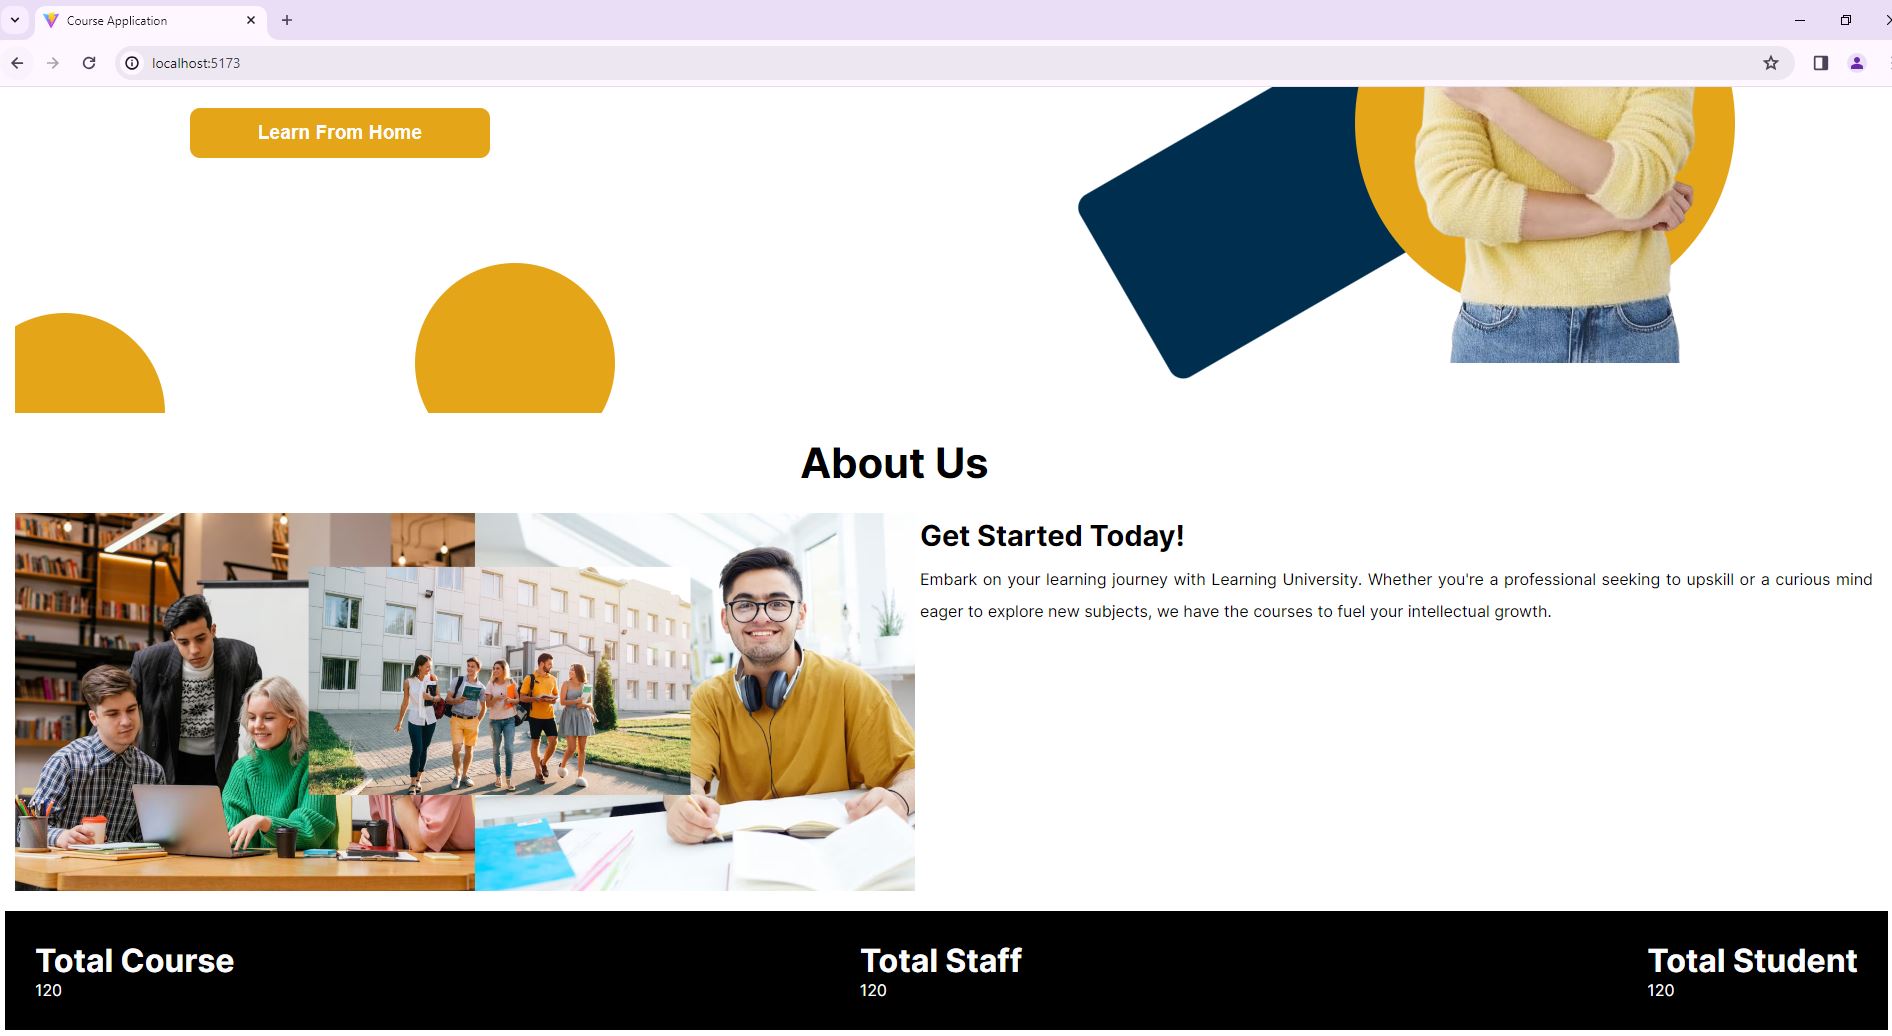 Course Application
localhost:5173
Learn From Home
About Us
Get Started Today!
Embark on your learning journey with Learning University. Whether you're a professional seeking to upskill or a curious mind
eager to explore new subjects, we have the courses to fuel your intellectual growth.
Total Course
120
Total Staff
120
Total Student
120